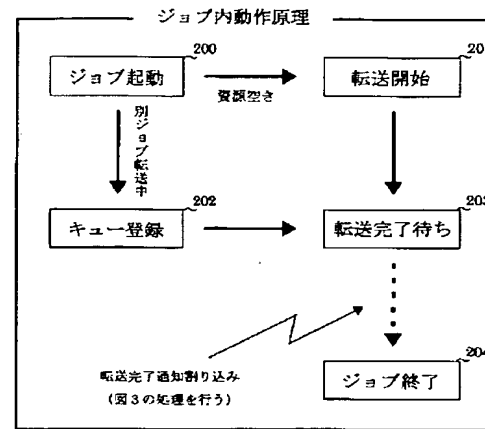 ジョブ内動作原理
200
ジョブ起動
資源空き
20
転送開始
別ジョブ転送中
202
キュー登録
203
転送完了待ち
転送完了通知割り込み
(図3の処理を行う)
204
ジョブ終了